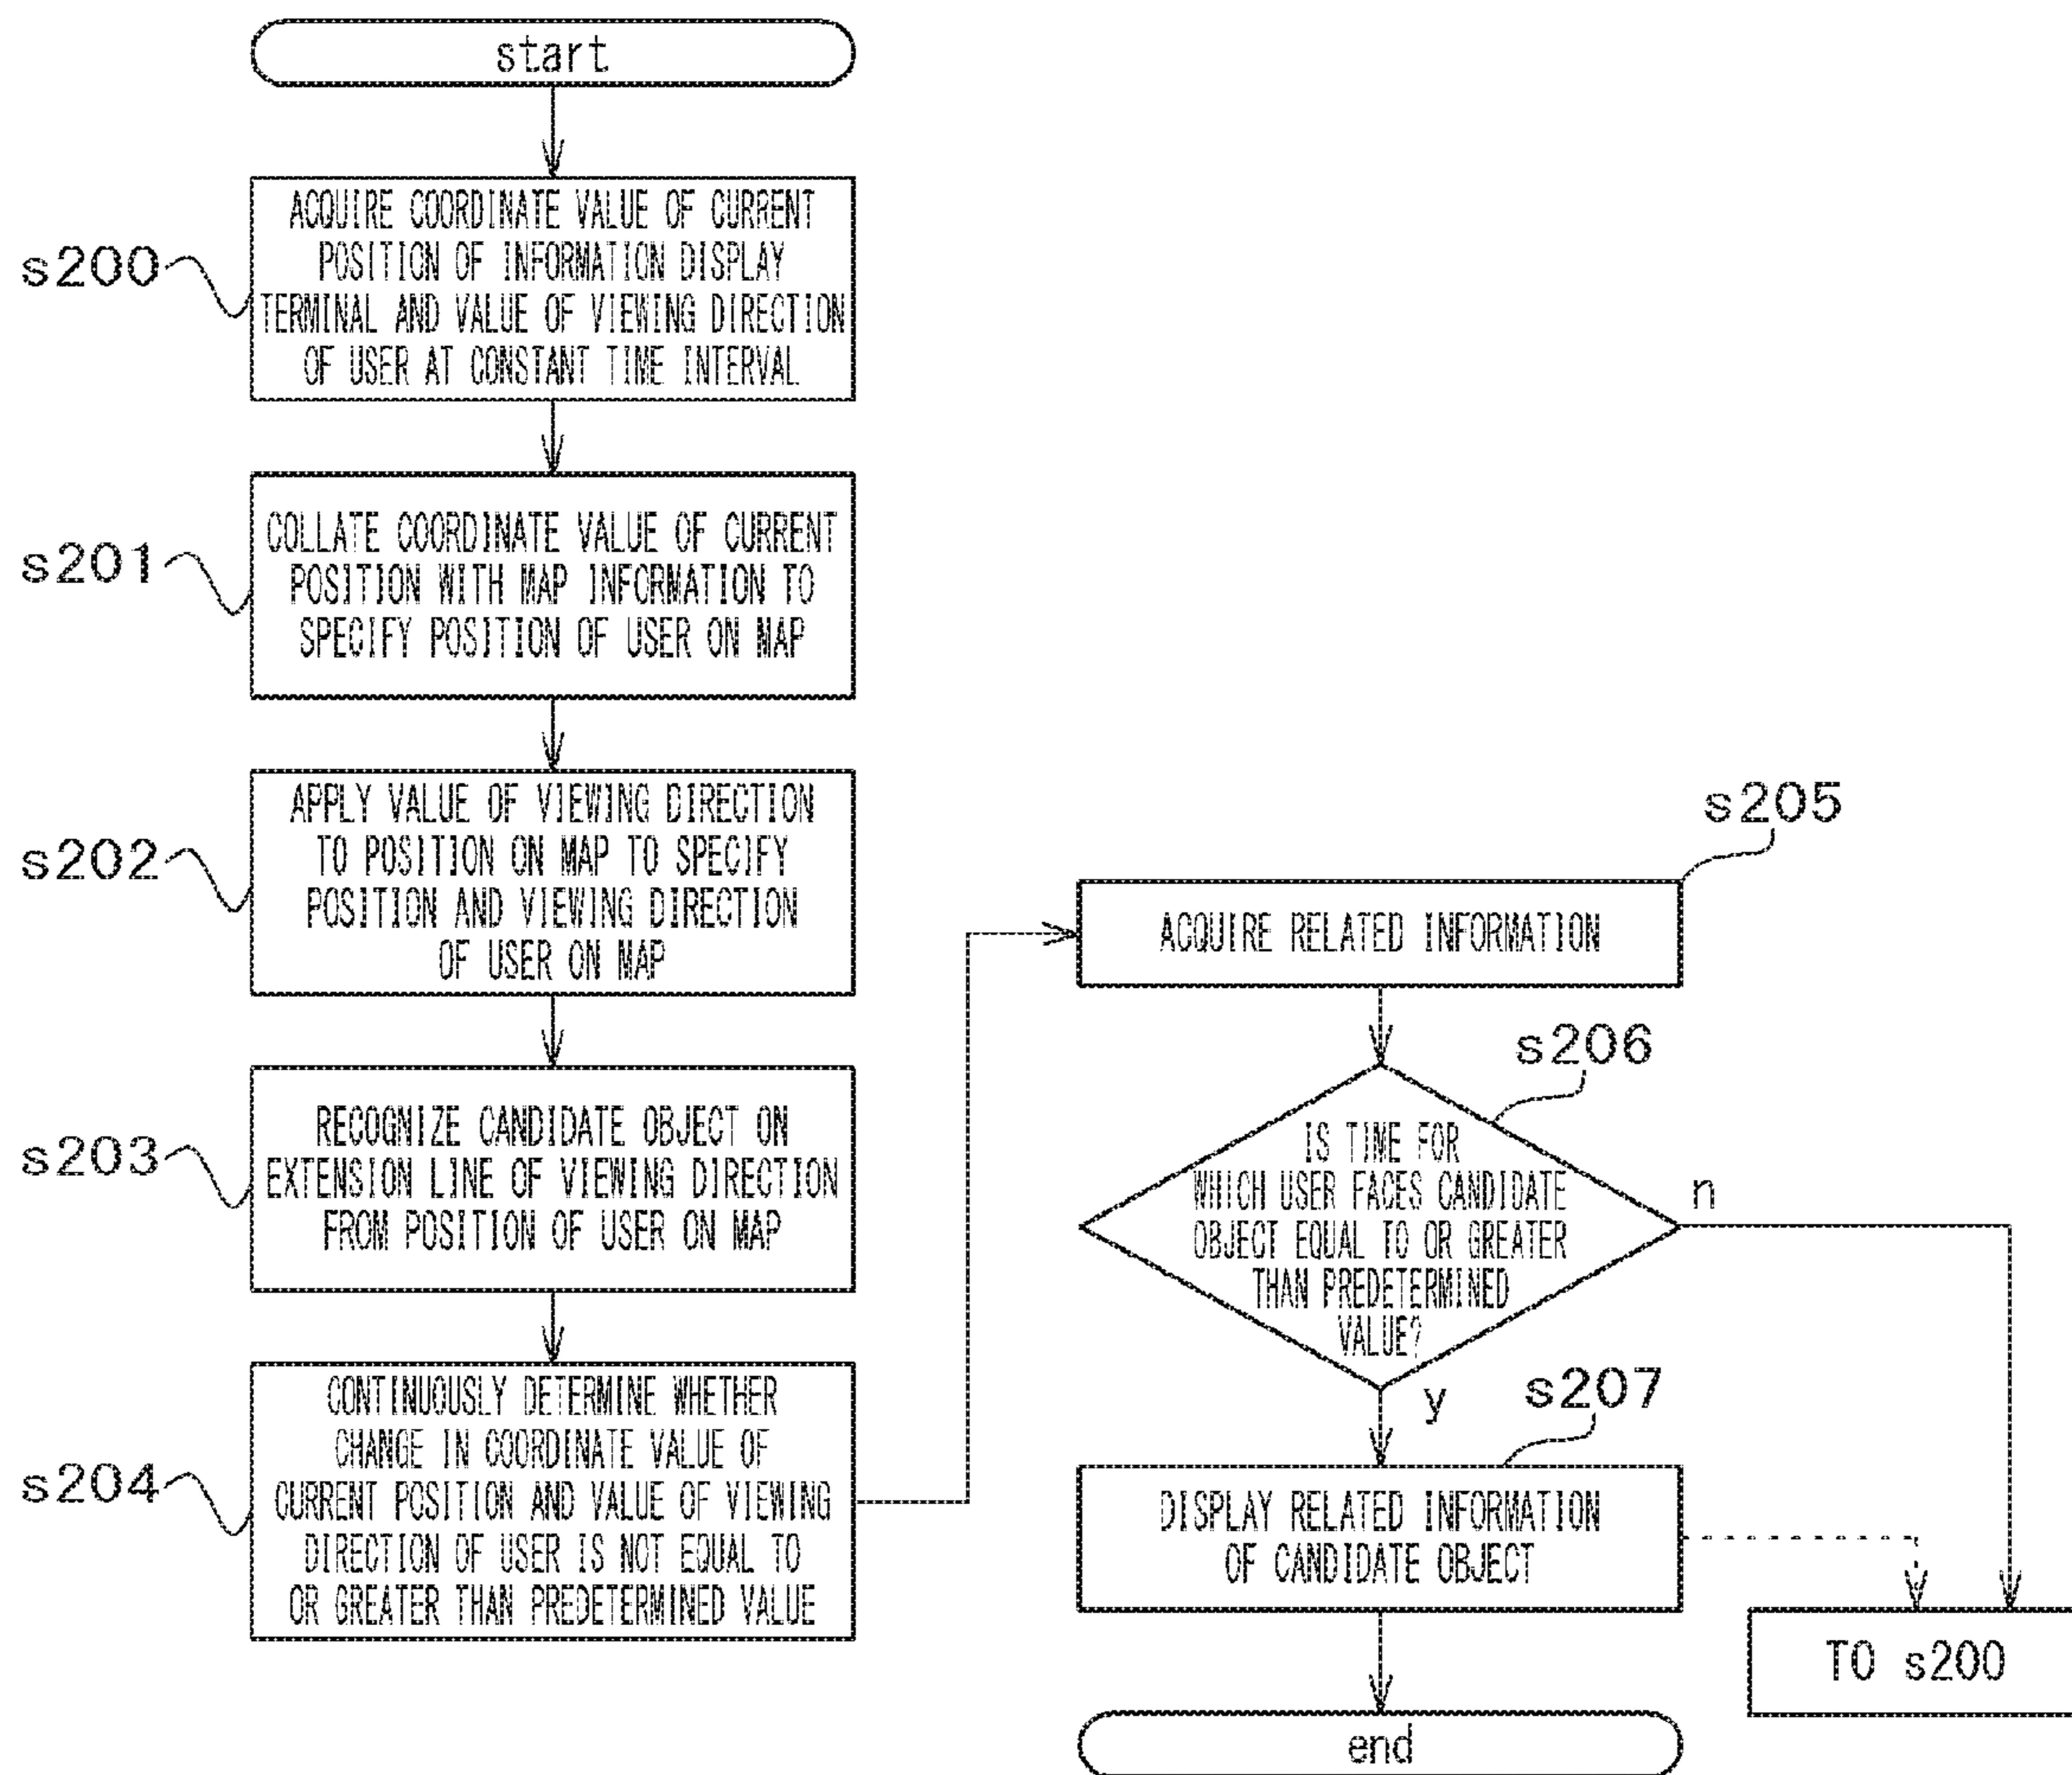 start
s200
ACQUIRE COORDINATE VALUE OF CURRENT
POSITION OF INFORMATION DISPLAY
TERMINAL AND VALUE OF VIEWING DIRECTION
OF USER AT CONSTANT TIME INTERVAL
s201
COLLATE COORDINATE VALUE OF CURRENT
POSITION WITH MAP INFORMATION TO
SPECIFY POSITION OF USER ON MAP
s202
APPLY VALUE OF VIEWING DIRECTION
TO POSITION ON MAP TO SPECIFY
POSITION AND VIEWING DIRECTION
OF USER ON MAP
s203
RECOGNIZE CANDIDATE OBJECT ON
EXTENSION LINE OF VIEWING DIRECTION
FROM POSITION OF USER ON MAP
s204
CONTINUOUSLY DETERMINE WHETHER
CHANGE IN COORDINATE VALUE OF
CURRENT POSITION AND VALUE OF VIEWING
DIRECTION OF USER IS NOT EQUAL TO
OR GREATER THAN PREDETERMINED VALUE
s205
ACQUIRE RELATED INFORMATION
s206
IS TIME FOR
WHICH USER FACES CANDIDATE
OBJECT EQUAL TO OR GREATER
THAN PREDETERMINED
VALUE?
n
y
s207
DISPLAY RELATED INFORMATION
OF CANDIDATE OBJECT
TO s200
end